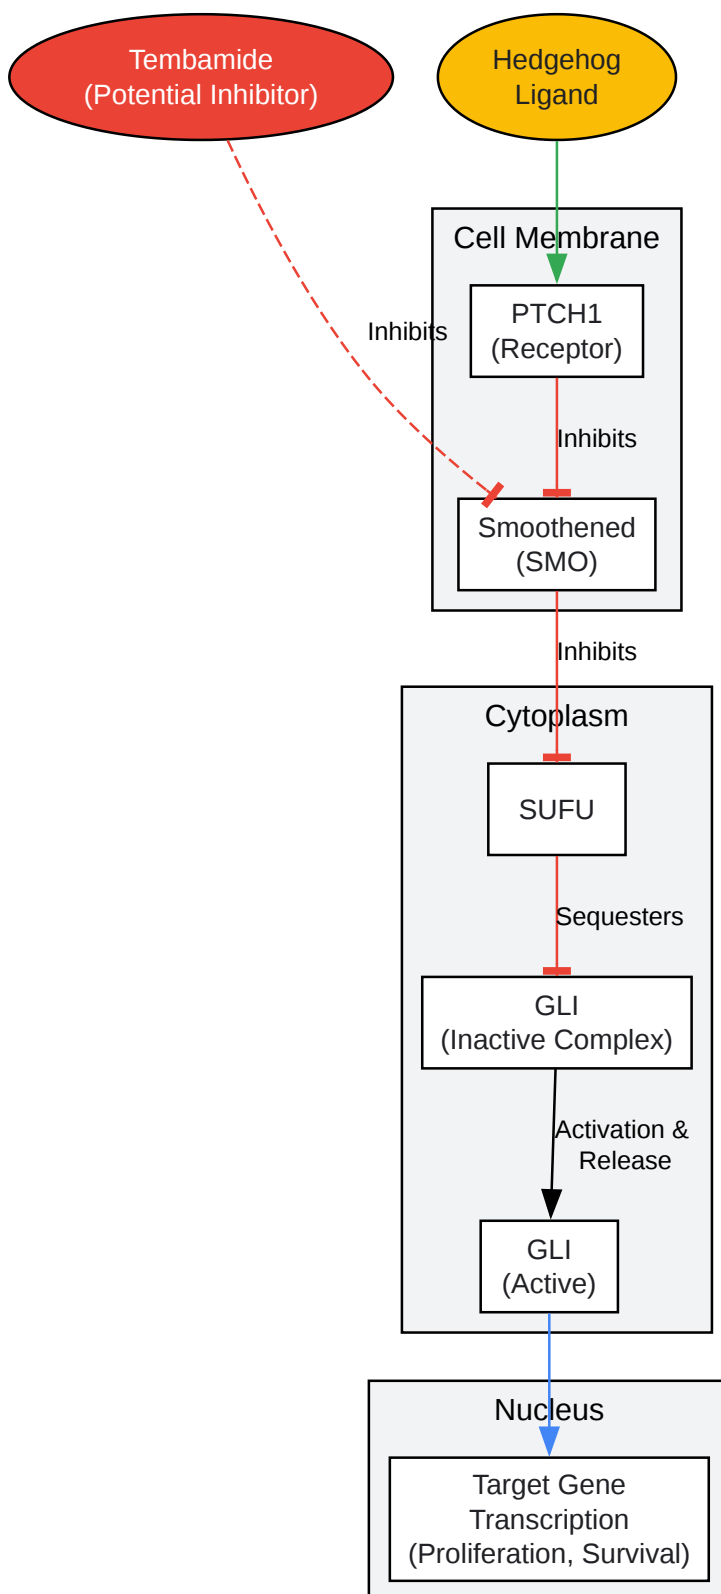 Tembamide
(Potential Inhibitor)
Hedgehog
Ligand
Cell Membrane
PTCH1
(Receptor)
Inhibits
Inhibits
Smoothened
(SMO)
Inhibits
Cytoplasm
SUFU
Sequesters
GLI
(Inactive Complex)
Activation &
Release
GLI
(Active)
Nucleus
Target Gene
Transcription
(Proliferation, Survival)